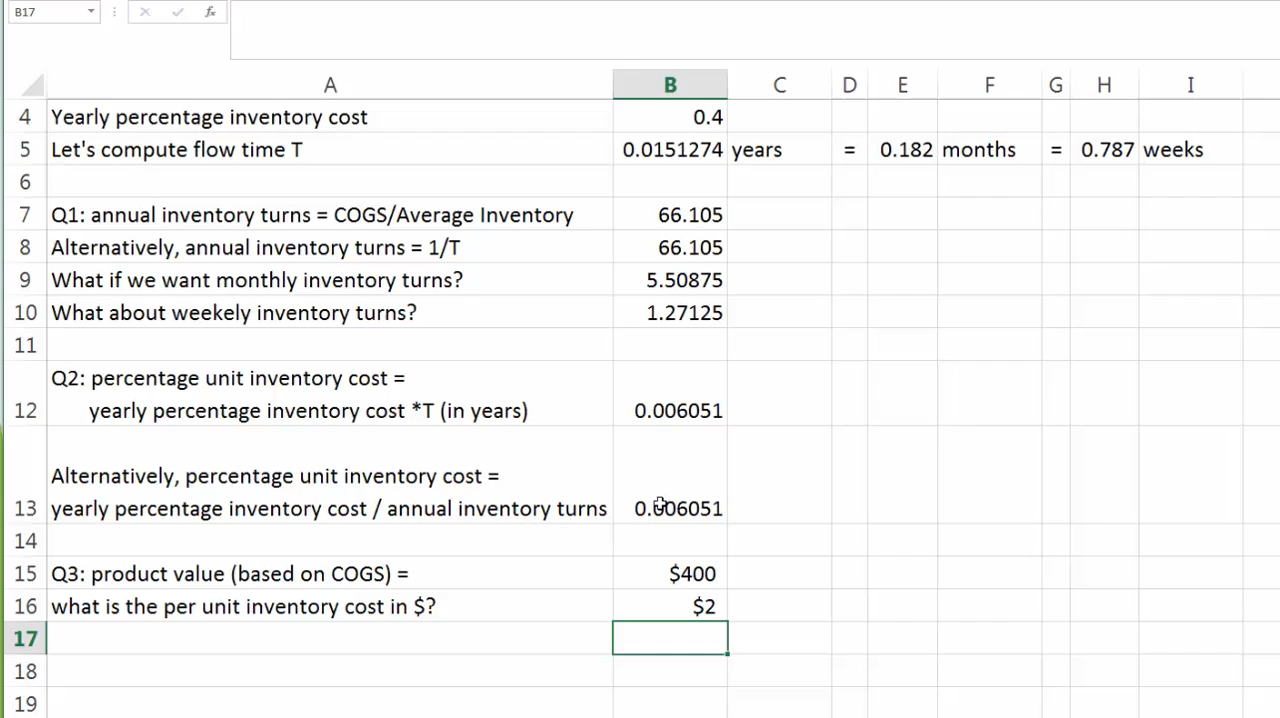 B17 fx
A B C D E F G H I
4 Yearly percentage inventory cost 0.4
5 Let's compute flow time T 0.0151274 years = 0.182 months = 0.787 weeks
6
7 Q1: annual inventory turns = COGS/Average Inventory 66.105
8 Alternatively, annual inventory turns = 1/T 66.105
9 What if we want monthly inventory turns? 5.50875
10 What about weekly inventory turns? 1.27125
11
Q2: percentage unit inventory cost =
12 yearly percentage inventory cost *T (in years) 0.006051
Alternatively, percentage unit inventory cost =
13 yearly percentage inventory cost / annual inventory turns 0.006051
14
15 Q3: product value (based on COGS) = $400
16 what is the per unit inventory cost in $? $2
17
18
19